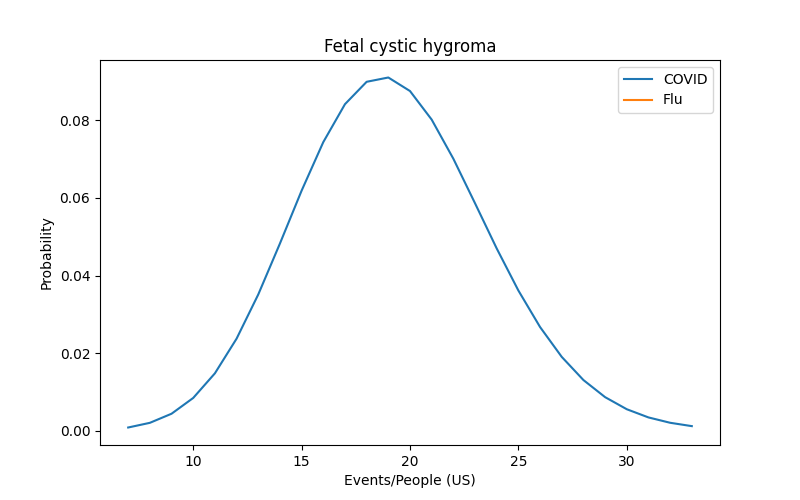 Fetal cystic hygroma
COVID
Flu
Probability
0.08
0.06
0.04
0.02
0.00
10 15 20 25 30
Events/People (US)